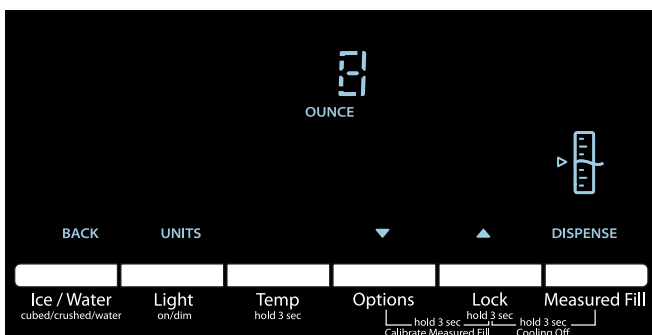 8
OUNCE
BACK UNITS DISPENSE
Ice / Water Light Temp Options Lock Measured Fill
cubed/crushed/water on/dim hold 3 sec hold 3 sec
hold 3 sec hold 3 sec
Calibrate Measured Fill Cooling Off